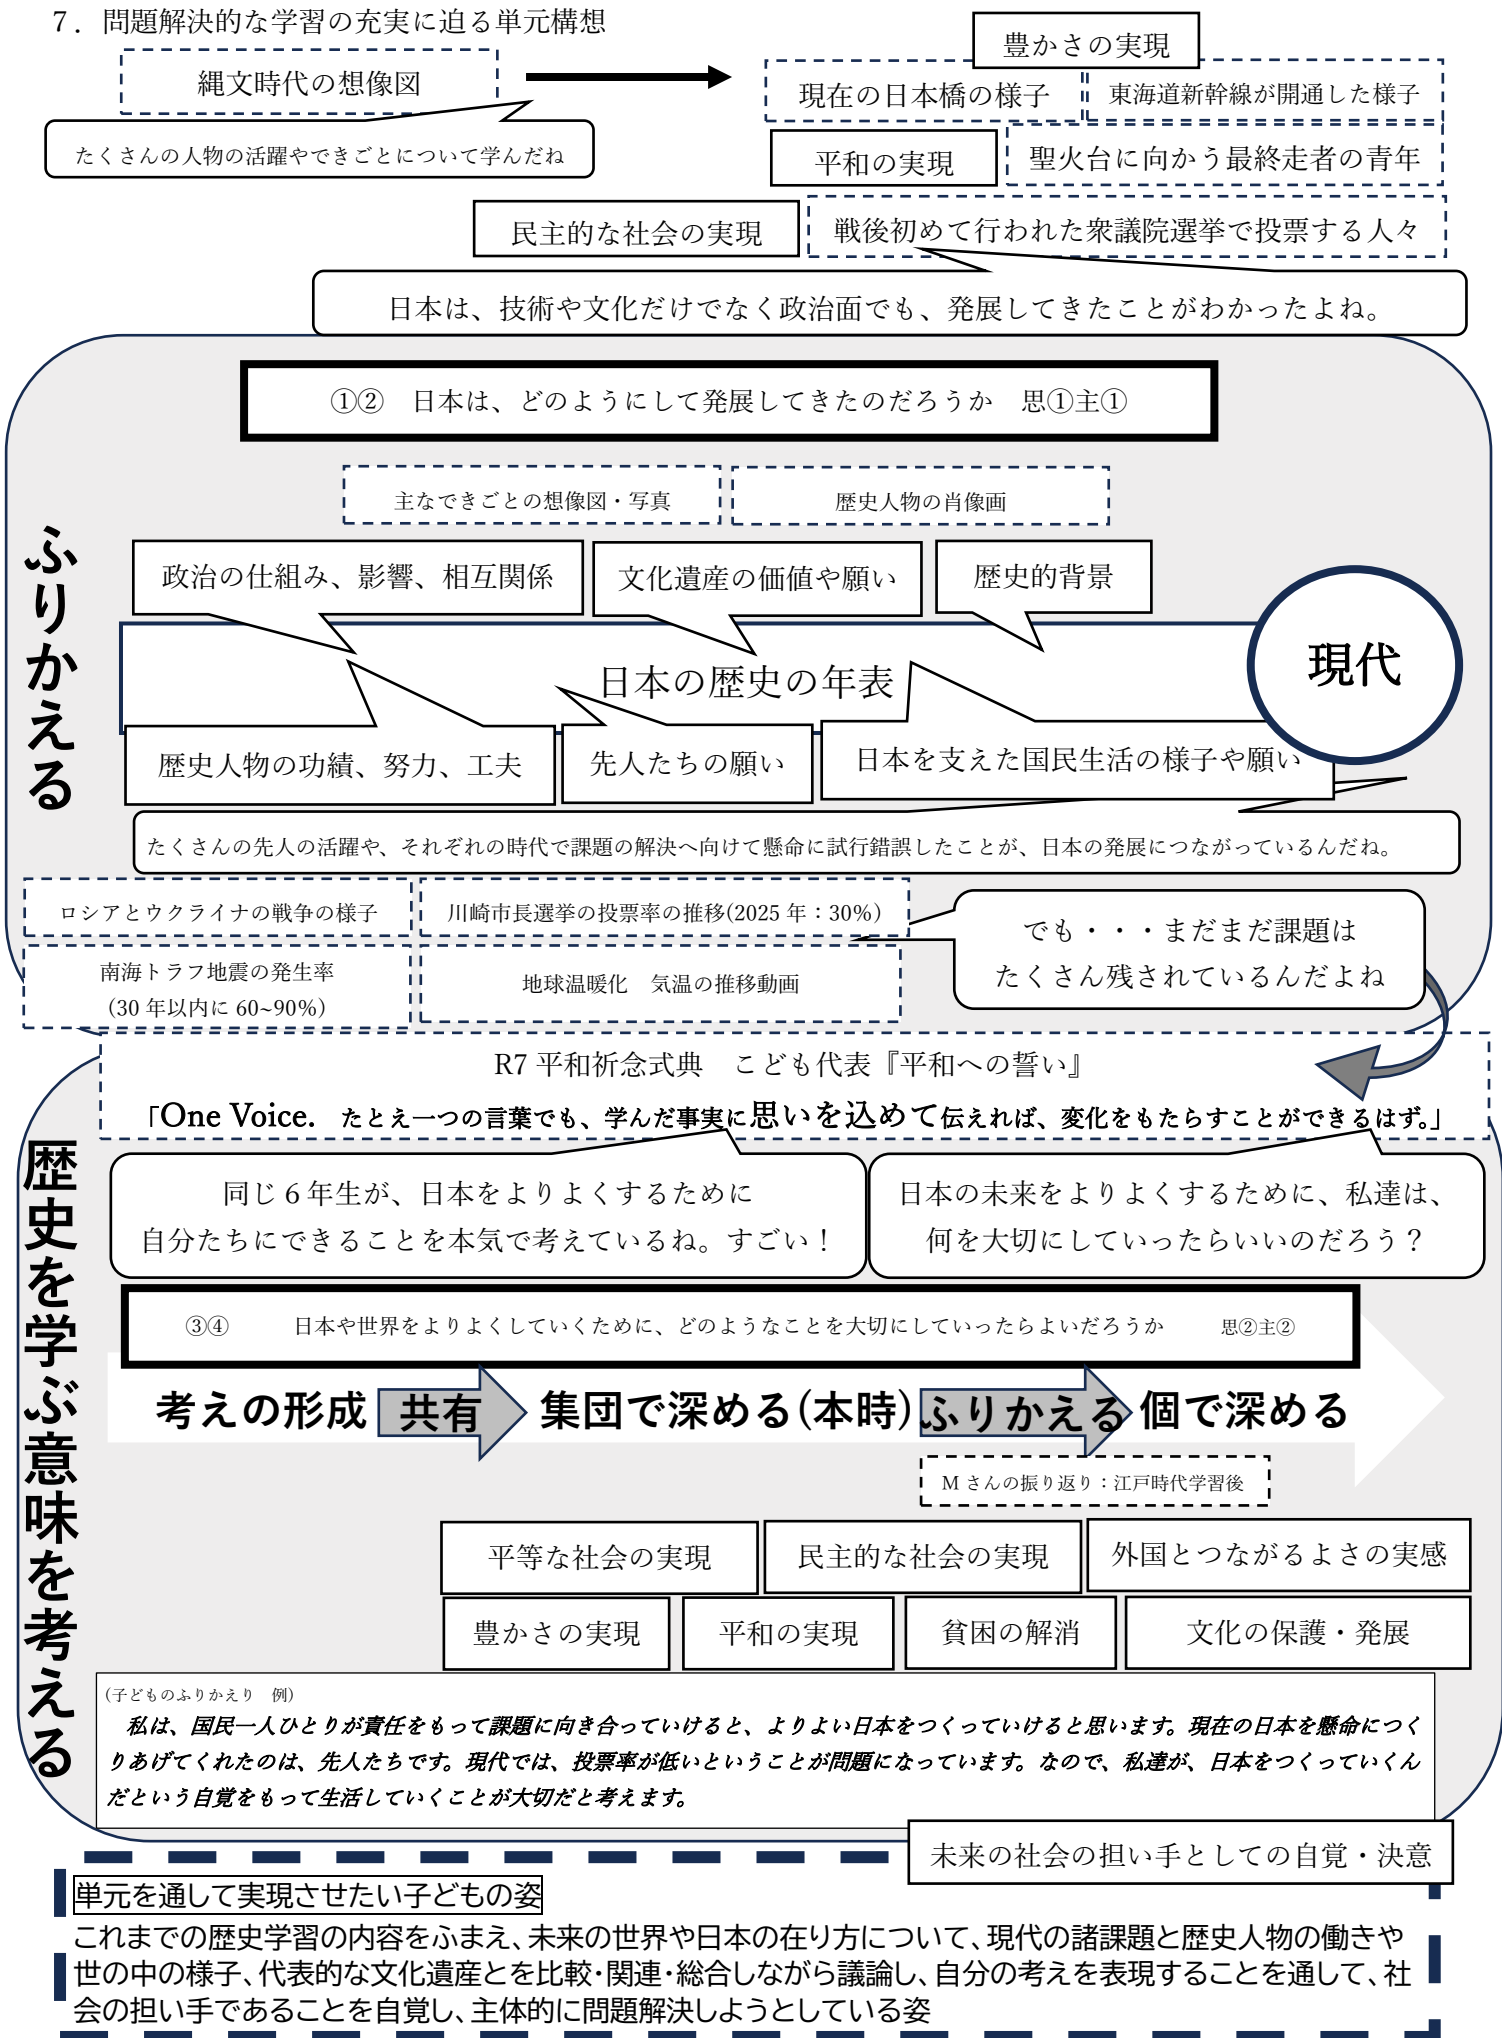 ７．問題解決的な学習の充実に迫る単元構想
豊かさの実現
縄文時代の想像図
現在の日本橋の様子
東海道新幹線が開通した様子
たくさんの人物の活躍やできごとについて学んだね
平和の実現
聖火台に向かう最終走者の青年
民主的な社会の実現
戦後初めて行われた衆議院選挙で投票する人々
日本は、技術や文化だけでなく政治面でも、発展してきたことがわかったよね。
①②　日本は、どのようにして発展してきたのだろうか　思①主①
ふりかえる
主なできごとの想像図・写真
歴史人物の肖像画
政治の仕組み、影響、相互関係
文化遺産の価値や願い
歴史的背景
日本の歴史の年表
現代
歴史人物の功績、努力、工夫
先人たちの願い
日本を支えた国民生活の様子や願い
たくさんの先人の活躍や、それぞれの時代で課題の解決へ向けて懸命に試行錯誤したことが、日本の発展につながっているんだね。
ロシアとウクライナの戦争の様子
川崎市長選挙の投票率の推移(2025 年：30%)
でも・・・まだまだ課題は
たくさん残されているんだよね
南海トラフ地震の発生率
(30 年以内に 60~90%)
地球温暖化　気温の推移動画
R7 平和祈念式典　こども代表『平和への誓い』
「One Voice.　たとえ一つの言葉でも、学んだ事実に思いを込めて伝えれば、変化をもたらすことができるはず。」
歴史を学ぶ意味を考える
同じ６年生が、日本をよりよくするために
自分たちにできることを本気で考えているね。すごい！
日本の未来をよりよくするために、私達は、
何を大切にしていったらいいのだろう？
③④　　　日本や世界をよりよくしていくために、どのようなことを大切にしていったらよいだろうか　　　思②主②
考えの形成
共有
集団で深める(本時)
ふりかえる
個で深める
M さんの振り返り：江戸時代学習後
平等な社会の実現
民主的な社会の実現
外国とつながるよさの実感
豊かさの実現
平和の実現
貧困の解消
文化の保護・発展
(子どものふりかえり　例)
私は、国民一人ひとりが責任をもって課題に向き合っていけると、よりよい日本をつくっていけると思います。現在の日本を懸命につく
りあげてくれたのは、先人たちです。現代では、投票率が低いということが問題になっています。なので、私達が、日本をつくっていくん
だという自覚をもって生活していくことが大切だと考えます。
未来の社会の担い手としての自覚・決意
単元を通して実現させたい子どもの姿
これまでの歴史学習の内容をふまえ、未来の世界や日本の在り方について、現代の諸課題と歴史人物の働きや
世の中の様子、代表的な文化遺産とを比較・関連・総合しながら議論し、自分の考えを表現することを通して、社
会の担い手であることを自覚し、主体的に問題解決しようとしている姿